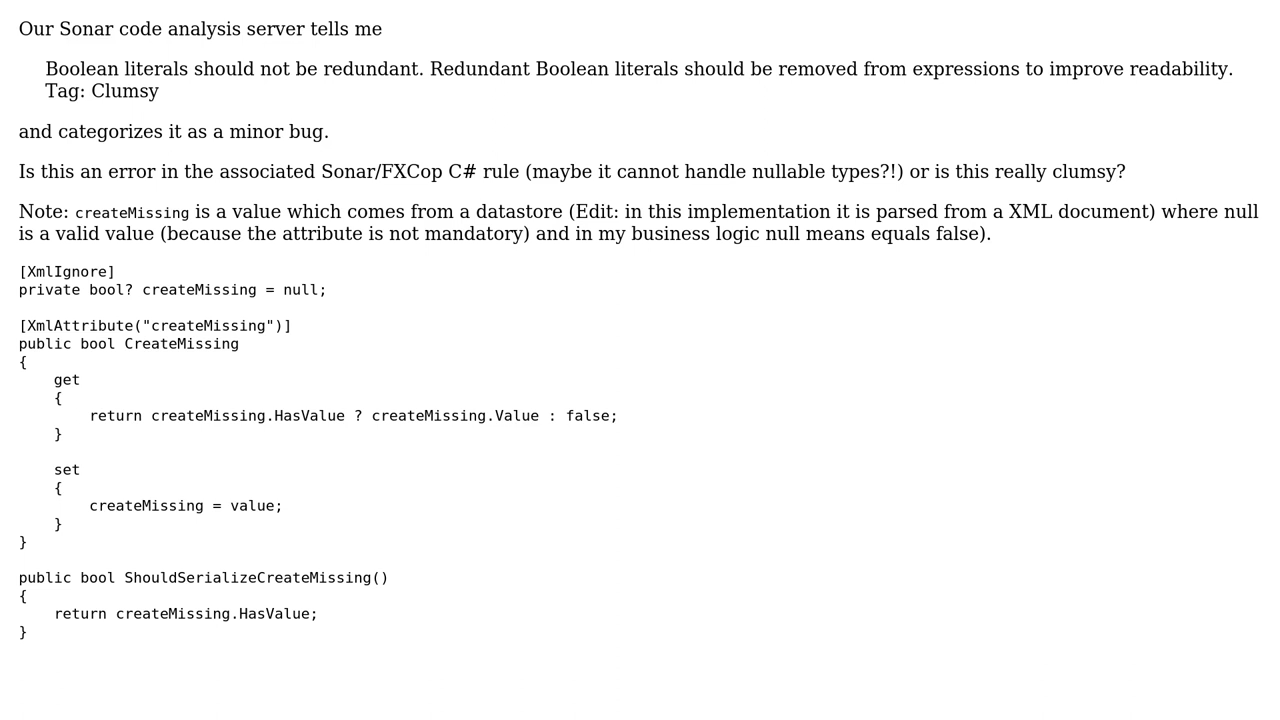 Our Sonar code analysis server tells me
Boolean literals should not be redundant. Redundant Boolean literals should be removed from expressions to improve readability.
Tag: Clumsy
and categorizes it as a minor bug.
Is this an error in the associated Sonar/FXCop C# rule (maybe it cannot handle nullable types?!) or is this really clumsy?
Note: createMissing is a value which comes from a datastore (Edit: in this implementation it is parsed from a XML document) where null
is a valid value (because the attribute is not mandatory) and in my business logic null means equals false).
[XmlIgnore]
private bool? createMissing = null;
[XmlAttribute("createMissing")]
public bool CreateMissing
{
    get
    {
        return createMissing.HasValue ? createMissing.Value : false;
    }
    set
    {
        createMissing = value;
    }
}
public bool ShouldSerializeCreateMissing()
{
    return createMissing.HasValue;
}